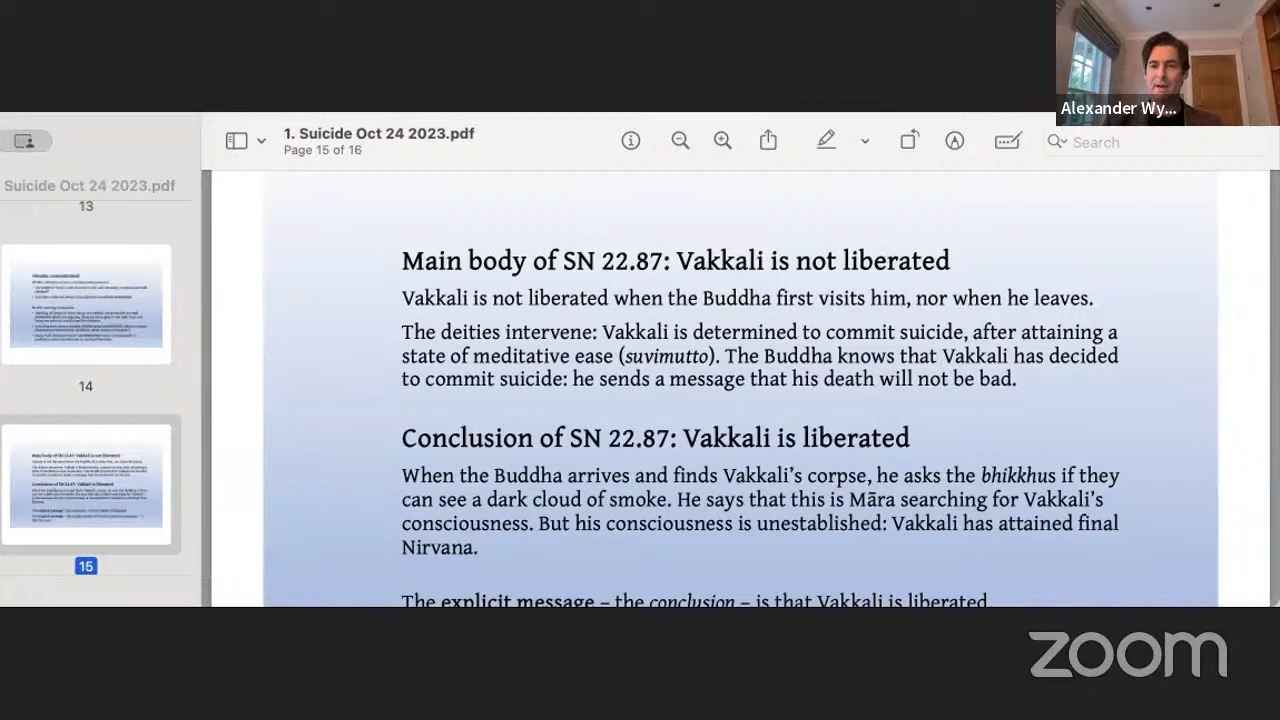 Alexander Wy...
1. Suicide Oct 24 2023.pdf
Page 15 of 16
Search
Suicide Oct 24 2023.pdf
13
14
15
Main body of SN 22.87: Vakkali is not liberated
Vakkali is not liberated when the Buddha first visits him, nor when he leaves.
The deities intervene: Vakkali is determined to commit suicide, after attaining a
state of meditative ease (suvimutto). The Buddha knows that Vakkali has decided
to commit suicide: he sends a message that his death will not be bad.
Conclusion of SN 22.87: Vakkali is liberated
When the Buddha arrives and finds Vakkali's corpse, he asks the bhikkhus if they
can see a dark cloud of smoke. He says that this is Māra searching for Vakkali's
consciousness. But his consciousness is unestablished: Vakkali has attained final
Nirvana.
The explicit message – the conclusion – is that Vakkali is liberated
zoom